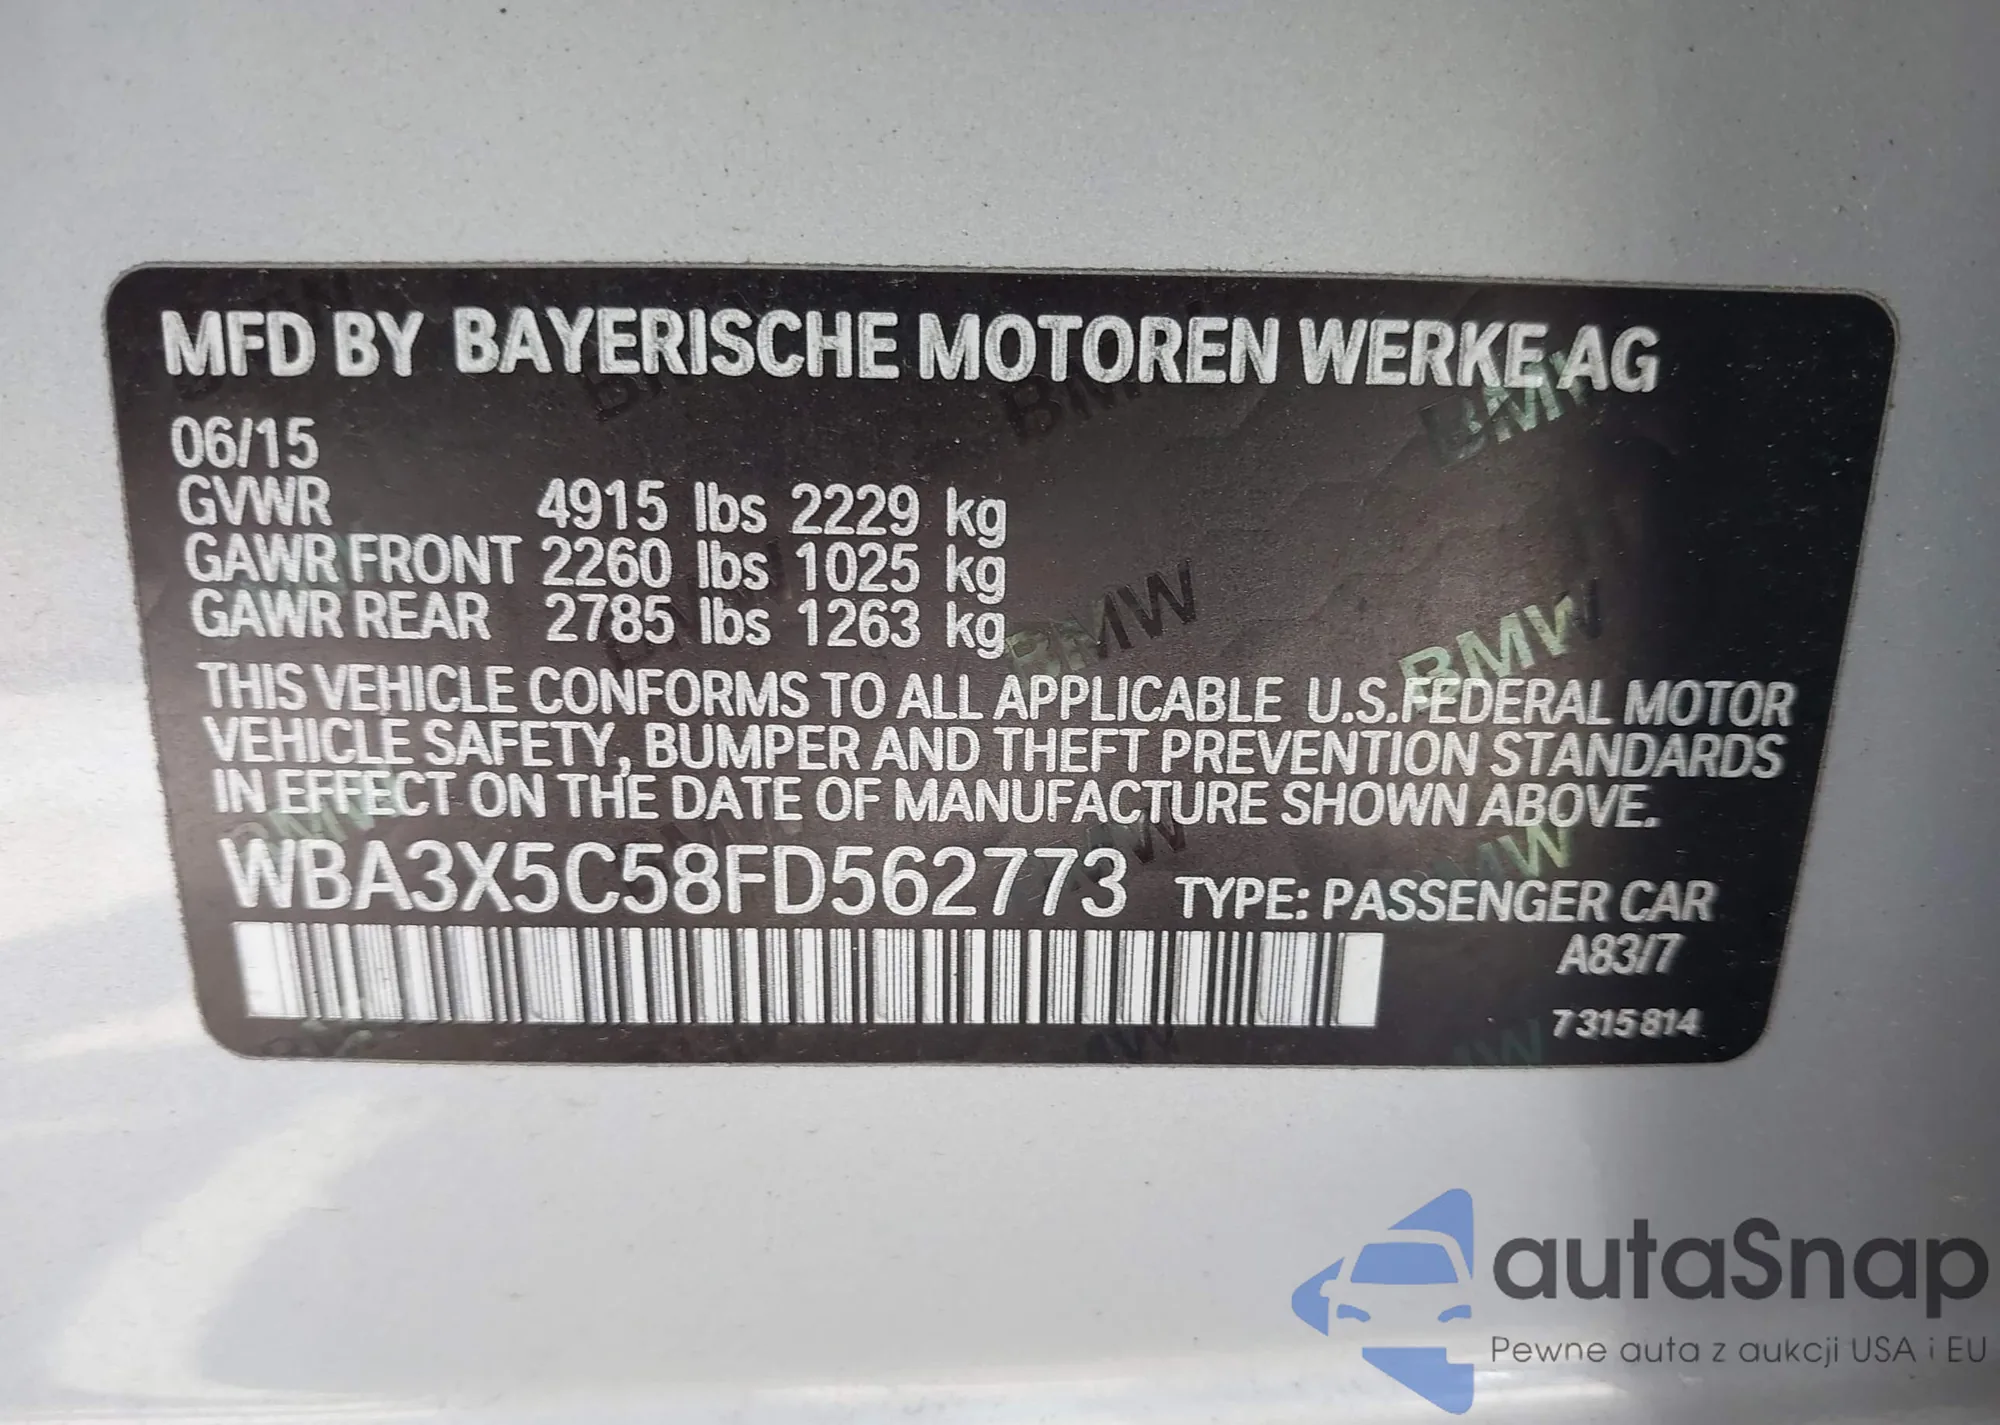 MFD BY BAYERISCHE MOTOREN WERKE AG
06/15
GVWR 4915 lbs 2229 kg
GAWR FRONT 2260 lbs 1025 kg
GAWR REAR 2785 lbs 1263 kg
THIS VEHICLE CONFORMS TO ALL APPLICABLE U.S.FEDERAL MOTOR
VEHICLE SAFETY, BUMPER AND THEFT PREVENTION STANDARDS
IN EFFECT ON THE DATE OF MANUFACTURE SHOWN ABOVE.
WBA3X5C58FD562773 TYPE: PASSENGER CAR
A83/7
7 315 814
autaSnap
Pewne auta z aukcji USA i EU